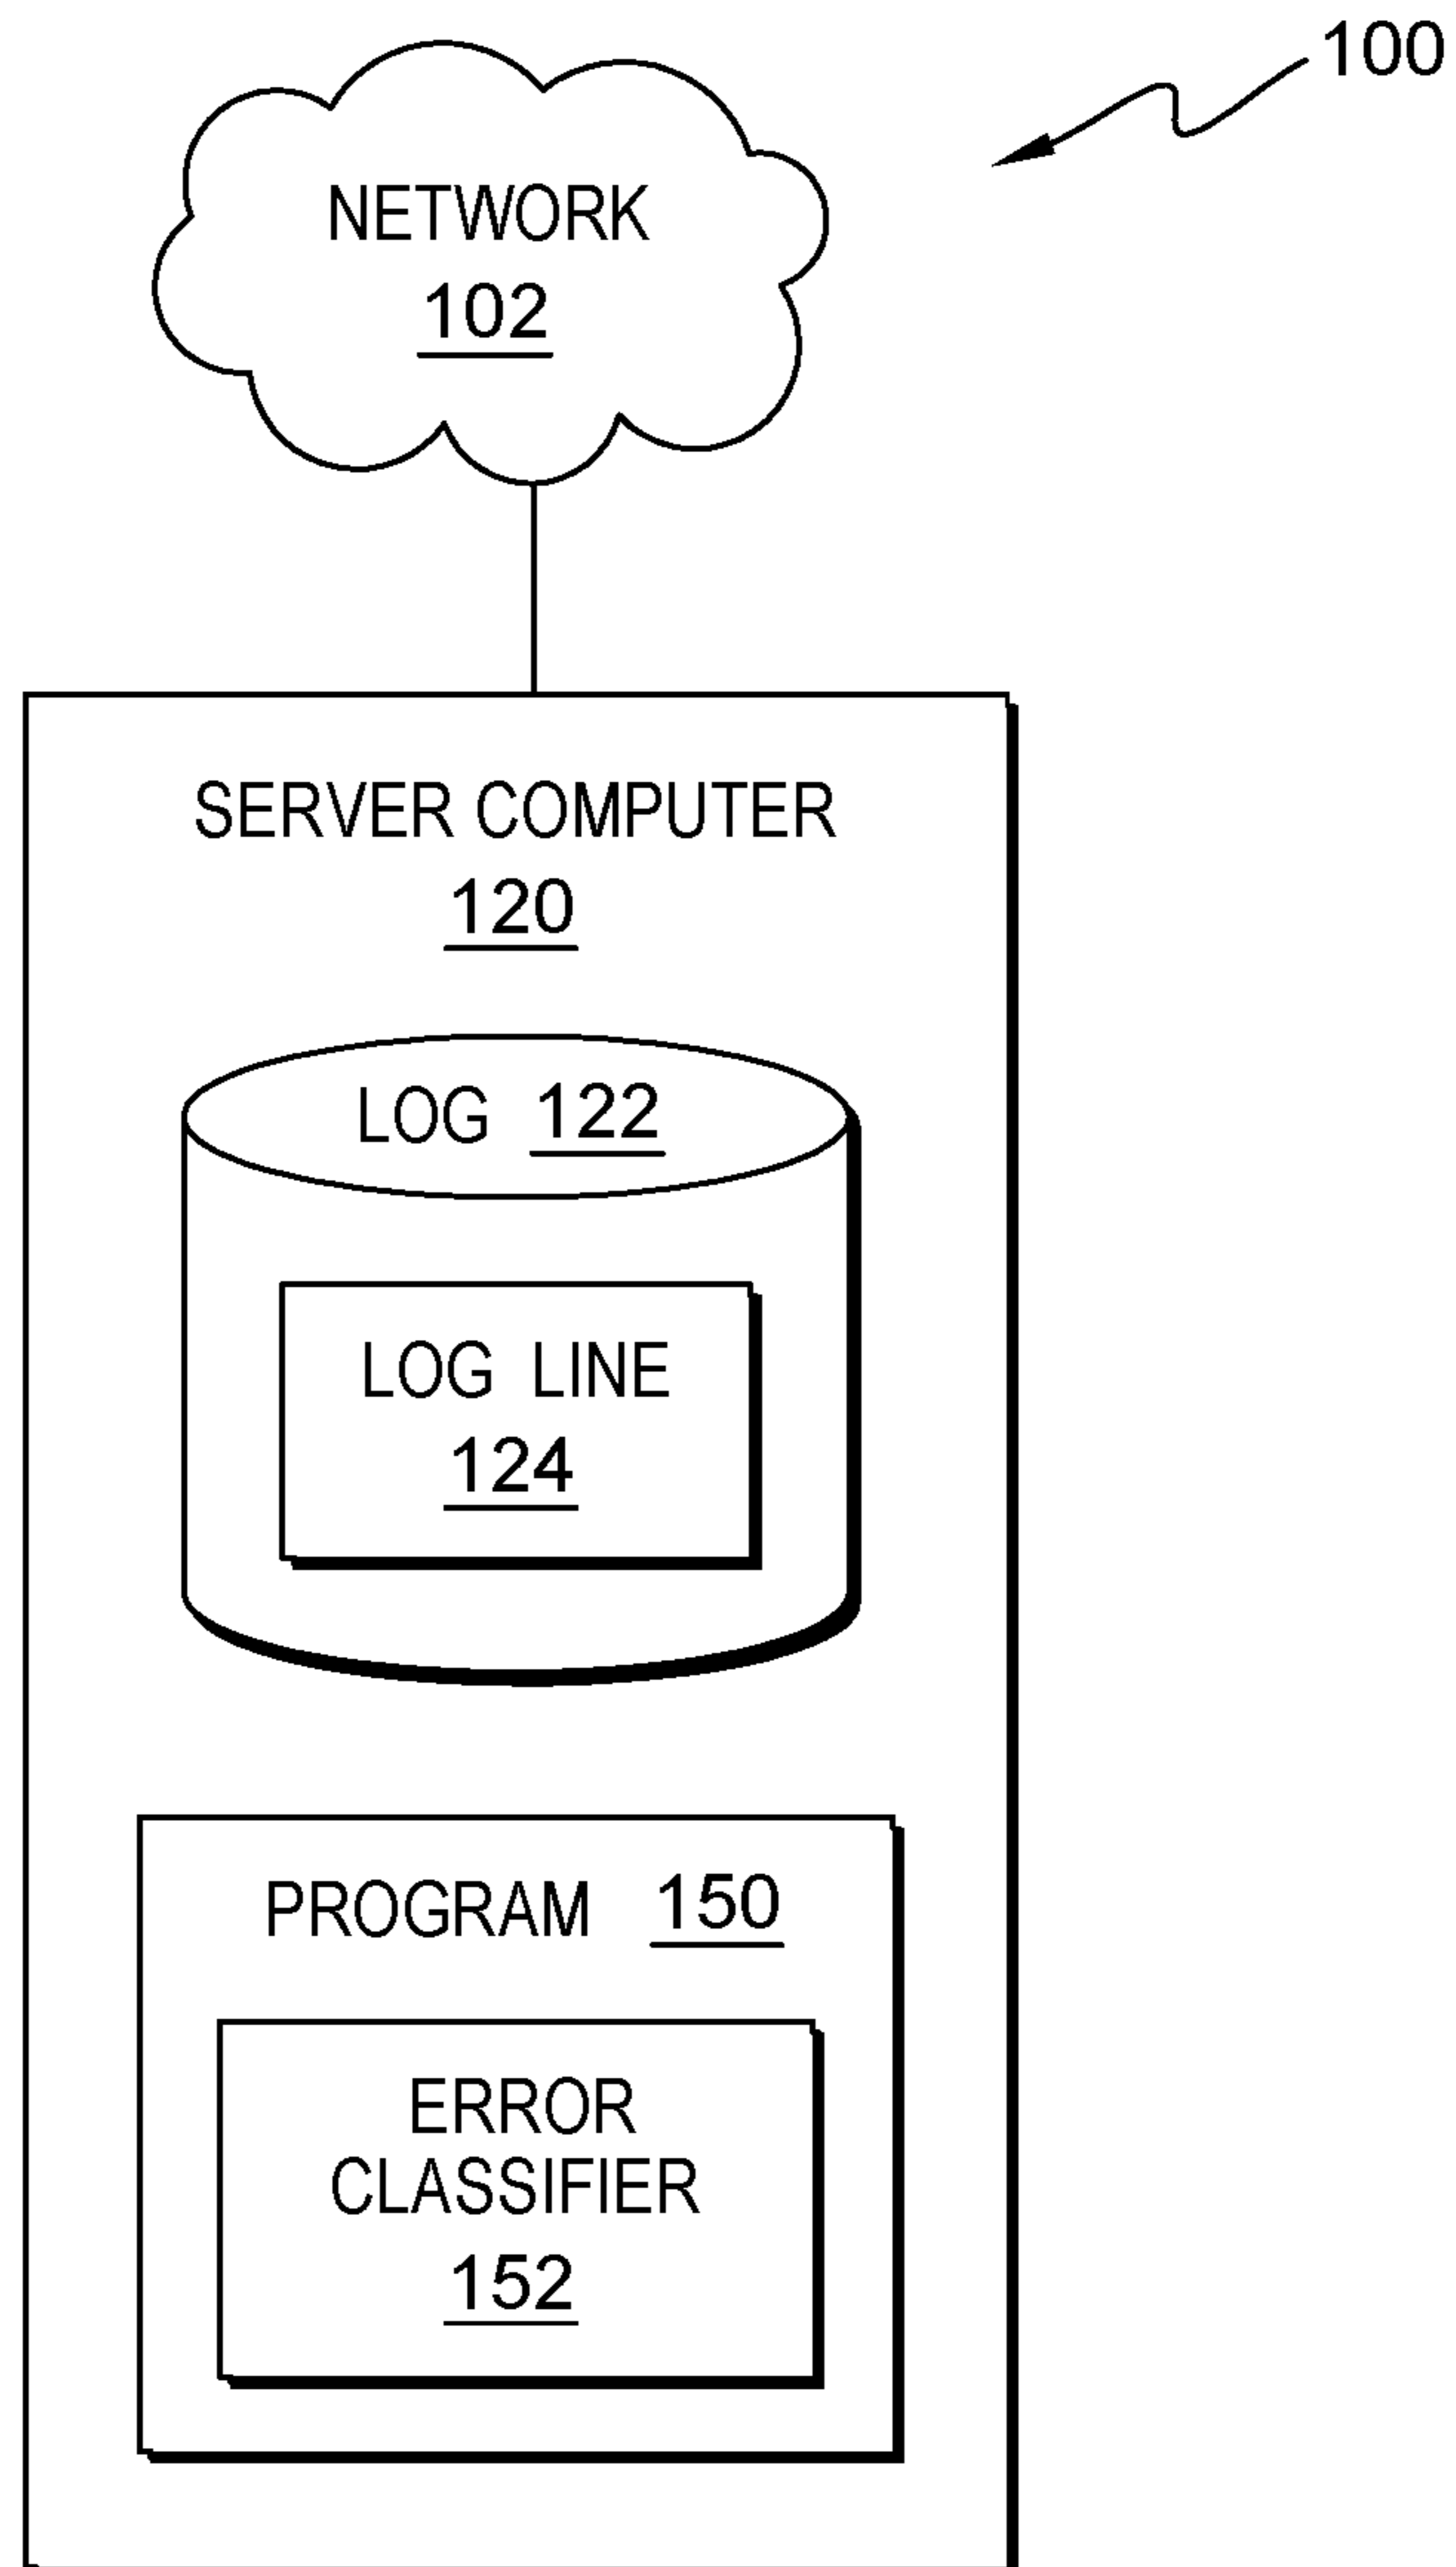 100
NETWORK
102
SERVER COMPUTER
120
LOG 122
LOG LINE
124
PROGRAM 150
ERROR
CLASSIFIER
152